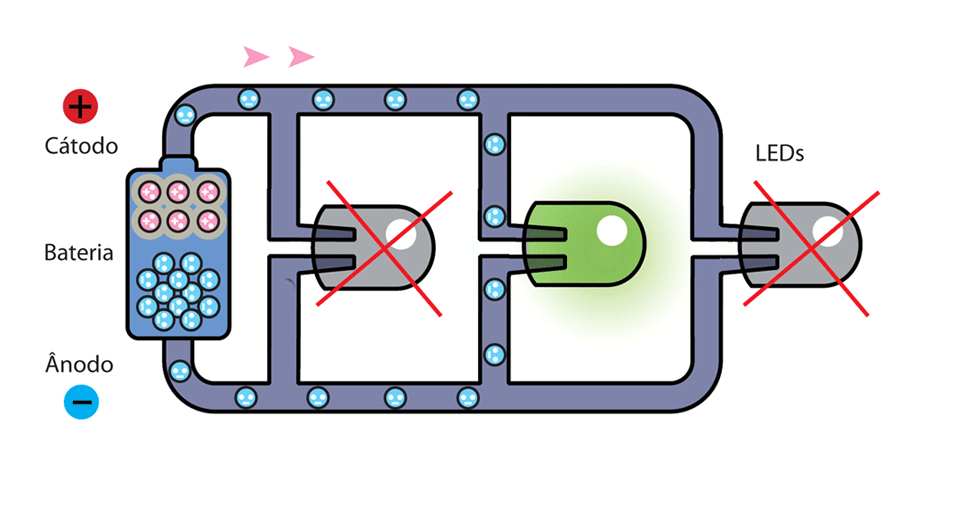 +
Cátodo
LEDs
Bateria
Ânodo
−